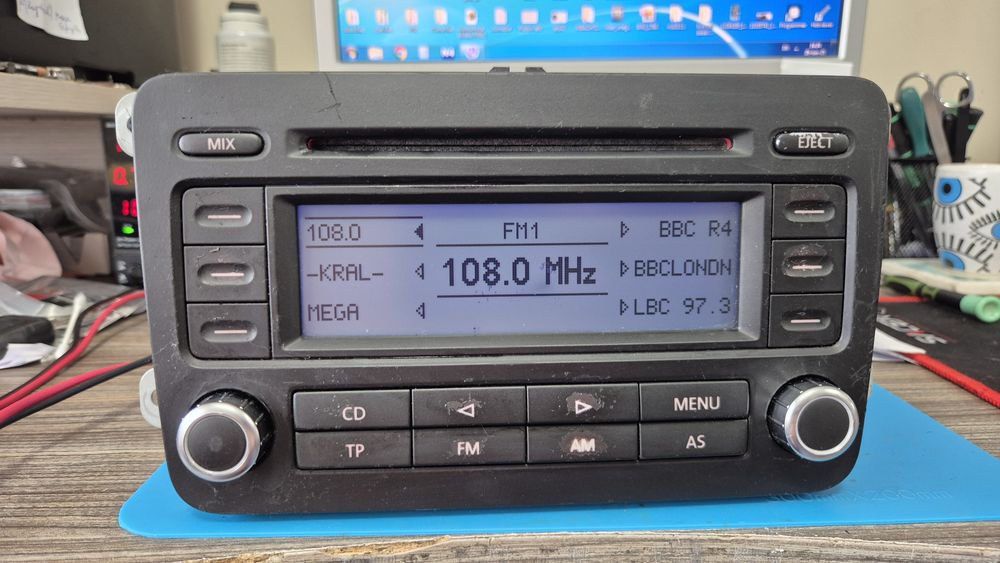 MIX
EJECT
108.0
FM1
BBC R4
-KRAL-
108.0 MHz
BBCLONDN
MEGA
LBC 97.3
CD
MENU
TP
FM
AM
AS